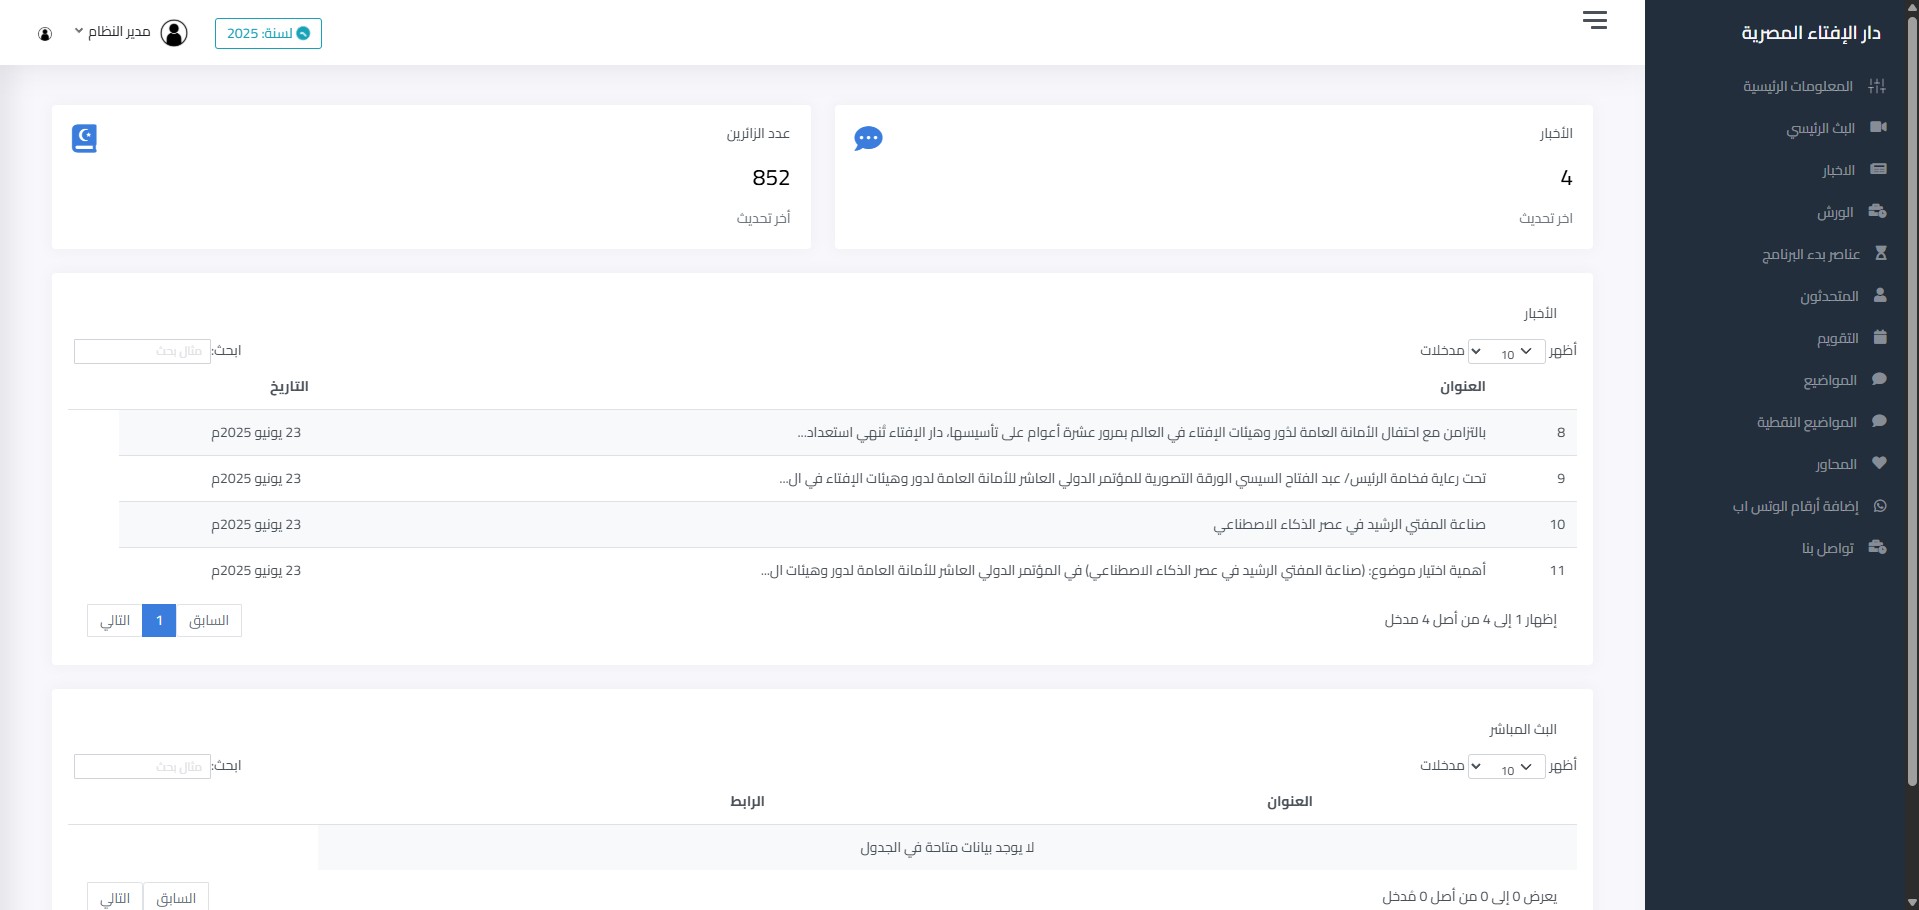 دار الإفتاء المصرية
المعلومات الرئيسية
البث الرئيسي
الاخبار
الورش
عناصر بدء البرنامج
المتحدثون
التقويم
المواضيع
المواضيع النقطية
المحاور
إضافة أرقام الوتس اب
تواصل بنا
لسنة: 2025
مدير النظام
الأخبار
4
اخر تحديث
عدد الزائرين
852
أخر تحديث
الأخبار
أظهر 10 مدخلات
ابحث: مثال بحث
العنوان التاريخ
8 بالتزامن مع احتفال الأمانة العامة لدُور وهيئات الإفتاء في العالم بمرور عشرة أعوام على تأسيسها، دار الإفتاء تُنهي استعداد... 23 يونيو 2025م
9 تحت رعاية فخامة الرئيس/ عبد الفتاح السيسي الورقة التصورية للمؤتمر الدولي العاشر للأمانة العامة لدور وهيئات الإفتاء في ال... 23 يونيو 2025م
10 صناعة المفتي الرشيد في عصر الذكاء الاصطناعي 23 يونيو 2025م
11 أهمية اختيار موضوع: (صناعة المفتي الرشيد في عصر الذكاء الاصطناعي) في المؤتمر الدولي العاشر للأمانة العامة لدور وهيئات ال... 23 يونيو 2025م
إظهار 1 إلى 4 من أصل 4 مدخل
السابق 1 التالي
البث المباشر
أظهر 10 مدخلات
ابحث: مثال بحث
العنوان الرابط
لا يوجد بيانات متاحة في الجدول
يعرض 0 إلى 0 من أصل 0 مُدخل
السابق التالي